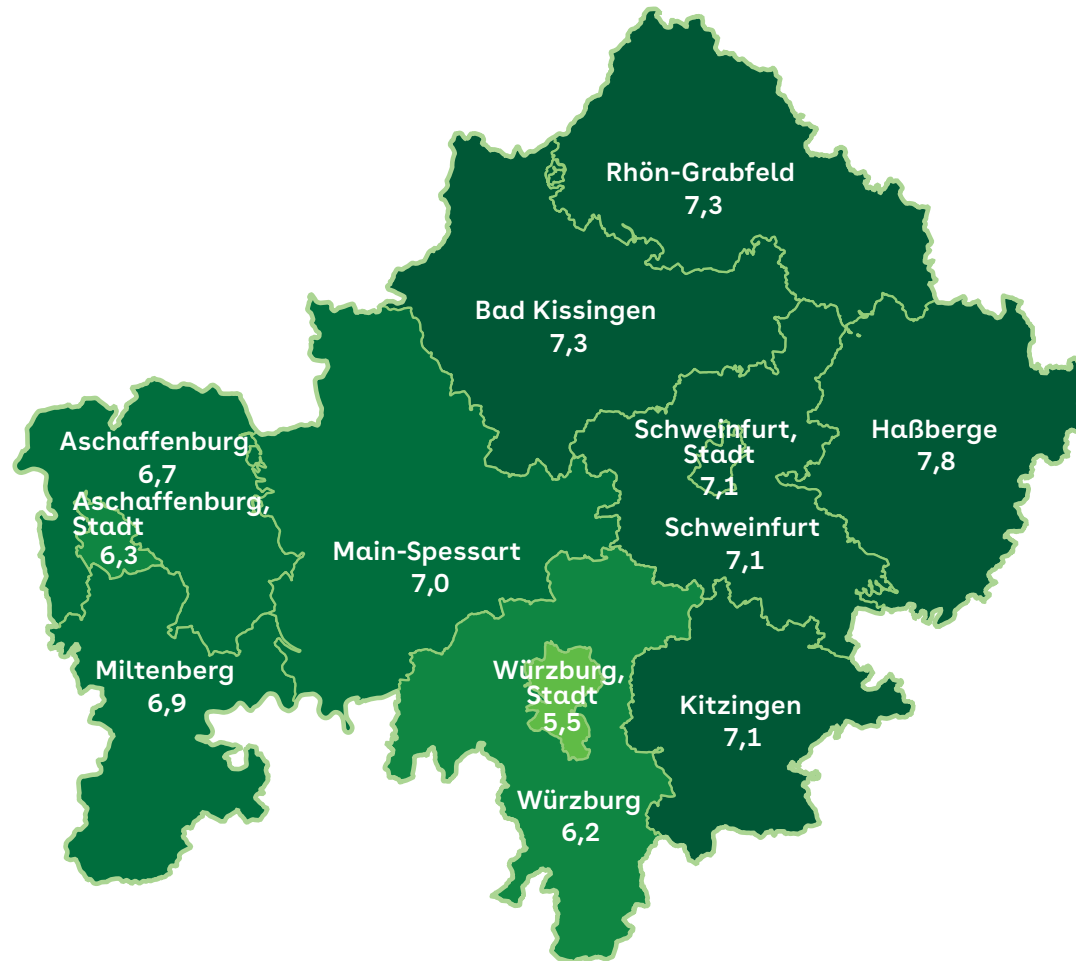 Rhön-Grabfeld
7,3
Bad Kissingen
7,3
Schweinfurt,
Stadt
7,1
Haßberge
7,8
Aschaffenburg
6,7
Aschaffenburg,
Stadt
6,3
Schweinfurt
7,1
Main-Spessart
7,0
Miltenberg
6,9
Würzburg,
Stadt
5,5
Kitzingen
7,1
Würzburg
6,2